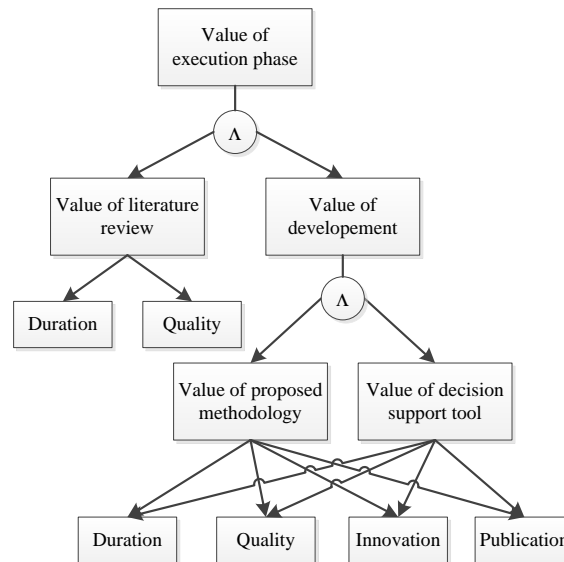 Value of
execution phase
Λ
Value of literature
review
Value of
developement
Duration
Quality
Λ
Value of proposed
methodology
Value of decision
support tool
Duration
Quality
Innovation
Publication